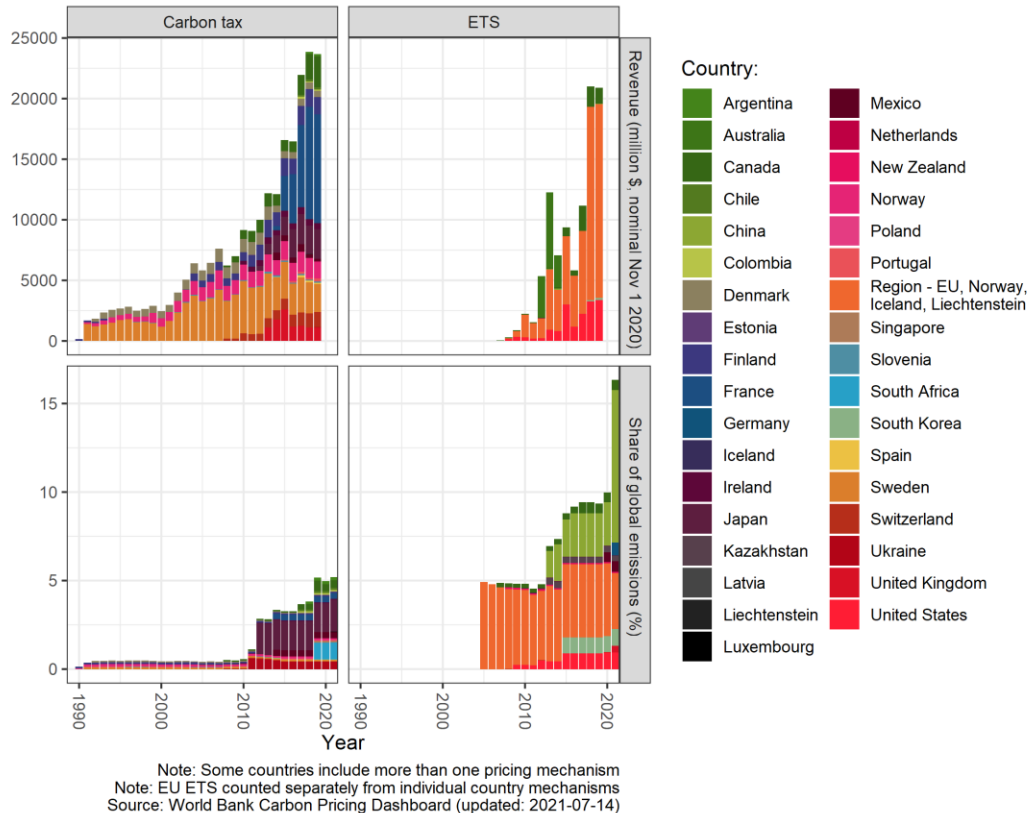 Carbon tax
ETS
25000
20000
15000
10000
5000
0
Revenue (million $, nominal Nov 1 2020)
15
10
5
0
Share of global emissions (%)
1990
2000
2010
2020
1990
2000
2010
2020
Year
Country:
Argentina
Australia
Canada
Chile
China
Colombia
Denmark
Estonia
Finland
France
Germany
Iceland
Ireland
Japan
Kazakhstan
Latvia
Liechtenstein
Luxembourg
Mexico
Netherlands
New Zealand
Norway
Poland
Portugal
Region - EU, Norway,
Iceland, Liechtenstein
Singapore
Slovenia
South Africa
South Korea
Spain
Sweden
Switzerland
Ukraine
United Kingdom
United States
Note: Some countries include more than one pricing mechanism
Note: EU ETS counted separately from individual country mechanisms
Source: World Bank Carbon Pricing Dashboard (updated: 2021-07-14)